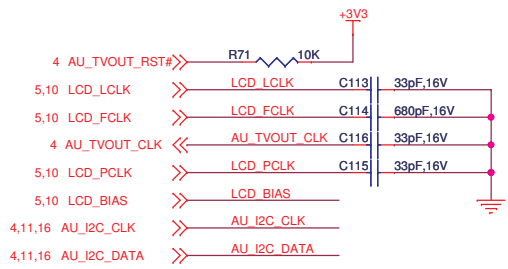 +3V3
4 AU_TVOUT_RST# R71 10K
5,10 LCD_LCLK LCD_LCLK C113 33pF,16V
5,10 LCD_FCLK LCD_FCLK C114 680pF,16V
4 AU_TVOUT_CLK AU_TVOUT_CLK C116 33pF,16V
5,10 LCD_PCLK LCD_PCLK C115 33pF,16V
5,10 LCD_BIAS LCD_BIAS
4,11,16 AU_I2C_CLK AU_I2C_CLK
4,11,16 AU_I2C_DATA AU_I2C_DATA